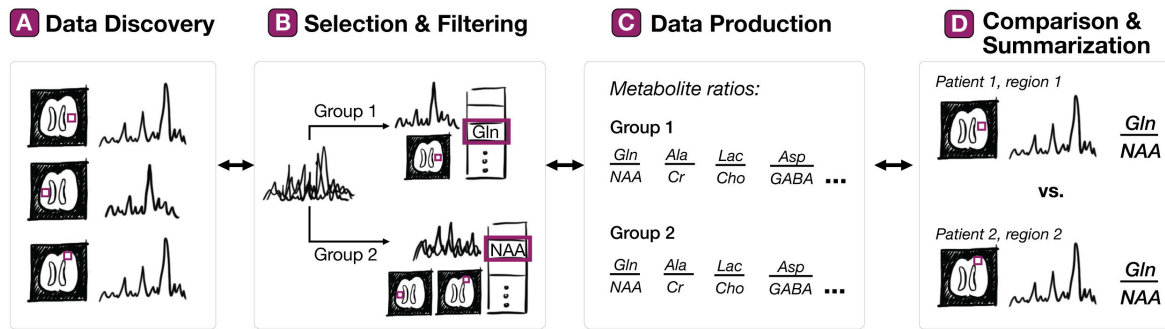 A Data Discovery
B Selection & Filtering
Group 1
Gln
Group 2
NAA
C Data Production
Metabolite ratios:
Group 1
Gln Ala Lac Asp
NAA Cr Cho GABA ...
Group 2
Gln Ala Lac Asp
NAA Cr Cho GABA ...
D Comparison &
Summarization
Patient 1, region 1
Gln
NAA
vs.
Patient 2, region 2
Gln
NAA